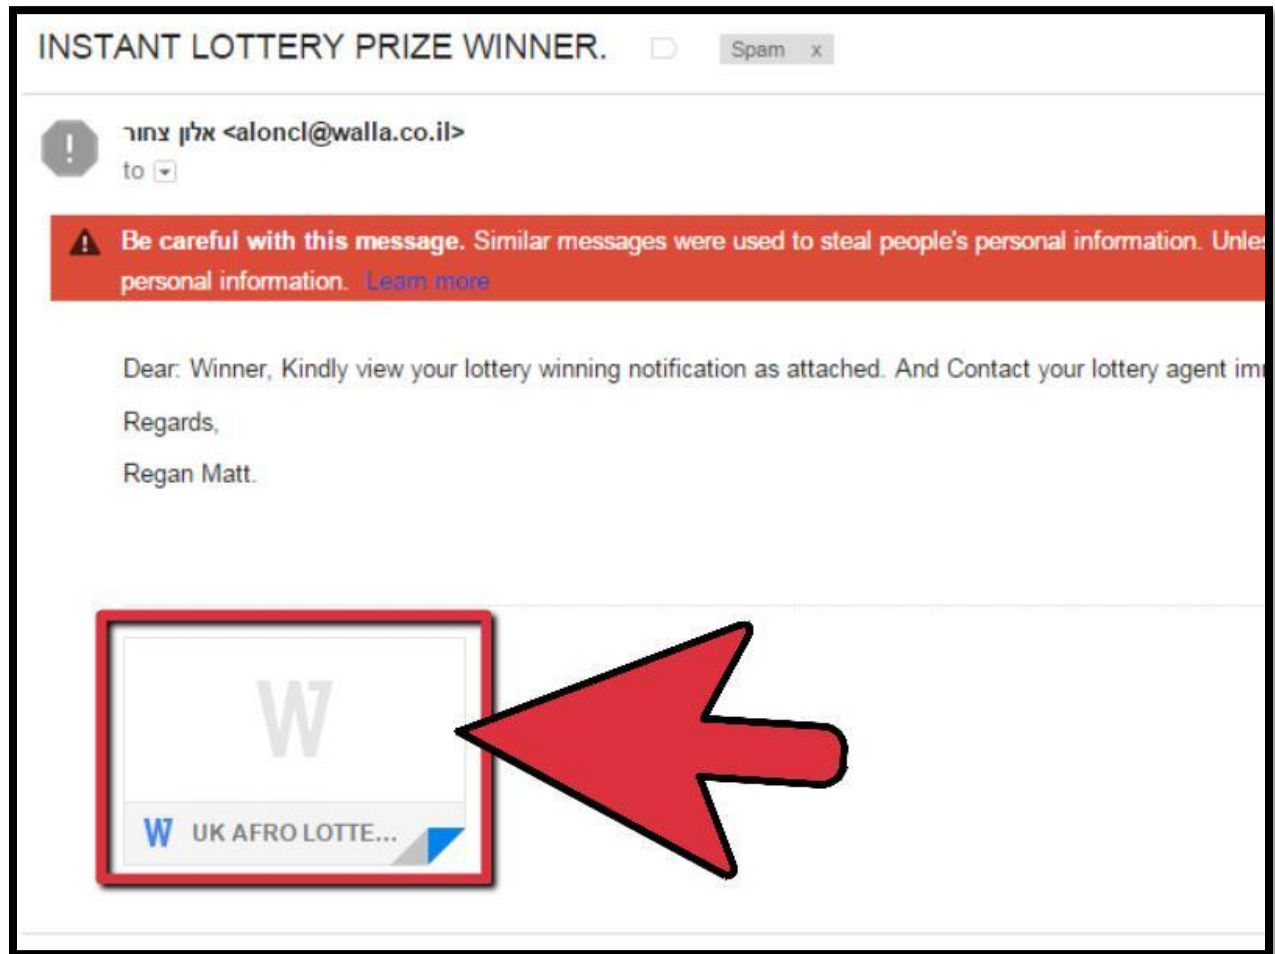 INSTANT LOTTERY PRIZE WINNER. Spam x
אלון צחור <aloncl@walla.co.il>
to
Be careful with this message. Similar messages were used to steal people's personal information. Unles
personal information. Learn more
Dear: Winner, Kindly view your lottery winning notification as attached. And Contact your lottery agent im
Regards,
Regan Matt.
W
W UK AFRO LOTTE...